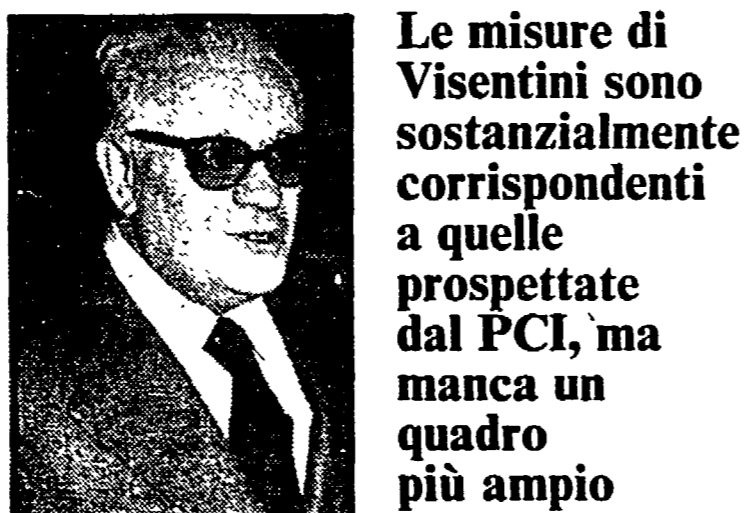 Le misure di
Visentini sono
sostanzialmente
corrispondenti
a quelle
prospettate
dal PCI, ma
manca un
quadro
più ampio